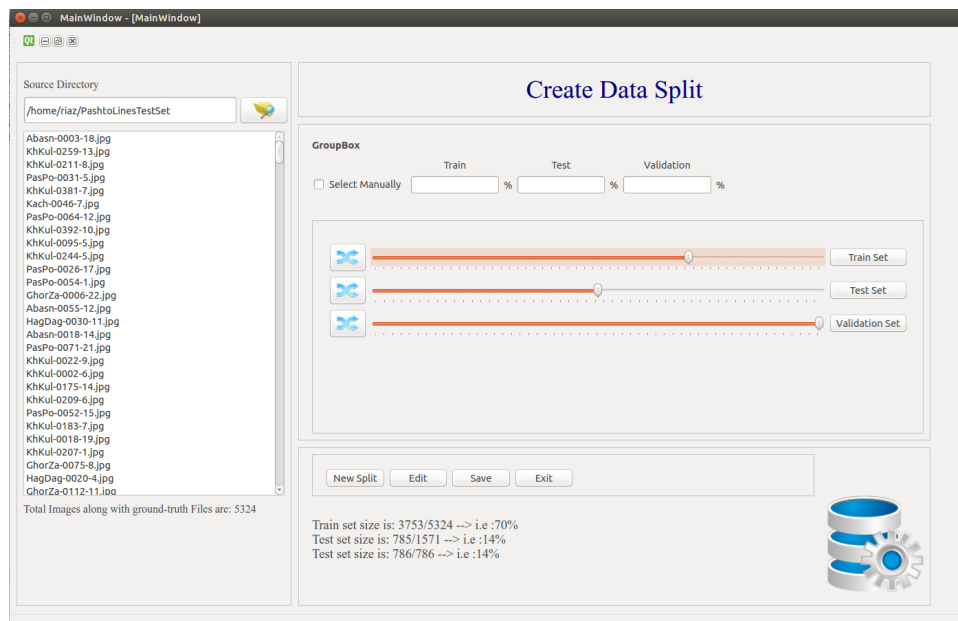 MainWindow - [MainWindow]
Qt
Source Directory
/home/riaz/PashtoLinesTestSet
Abasn-0003-18.jpg
KhKul-0259-13.jpg
KhKul-0211-8.jpg
PasPo-0031-5.jpg
KhKul-0381-7.jpg
Kach-0046-7.jpg
PasPo-0064-12.jpg
KhKul-0392-10.jpg
KhKul-0095-5.jpg
KhKul-0244-5.jpg
PasPo-0026-17.jpg
PasPo-0054-1.jpg
GhorZa-0006-22.jpg
Abasn-0055-12.jpg
HagDag-0030-11.jpg
Abasn-0018-14.jpg
PasPo-0071-21.jpg
KhKul-0022-9.jpg
KhKul-0002-6.jpg
KhKul-0175-14.jpg
KhKul-0209-6.jpg
PasPo-0052-15.jpg
KhKul-0183-7.jpg
KhKul-0018-19.jpg
KhKul-0207-1.jpg
GhorZa-0075-8.jpg
HagDag-0020-4.jpg
GhorZa-0112-11.jpg
Total Images along with ground-truth Files are: 5324
Create Data Split
GroupBox
Train Test Validation
Select Manually % % %
Train Set
Test Set
Validation Set
New Split Edit Save Exit
Train set size is: 3753/5324 --> i.e :70%
Test set size is: 785/1571 --> i.e :14%
Test set size is: 786/786 --> i.e :14%